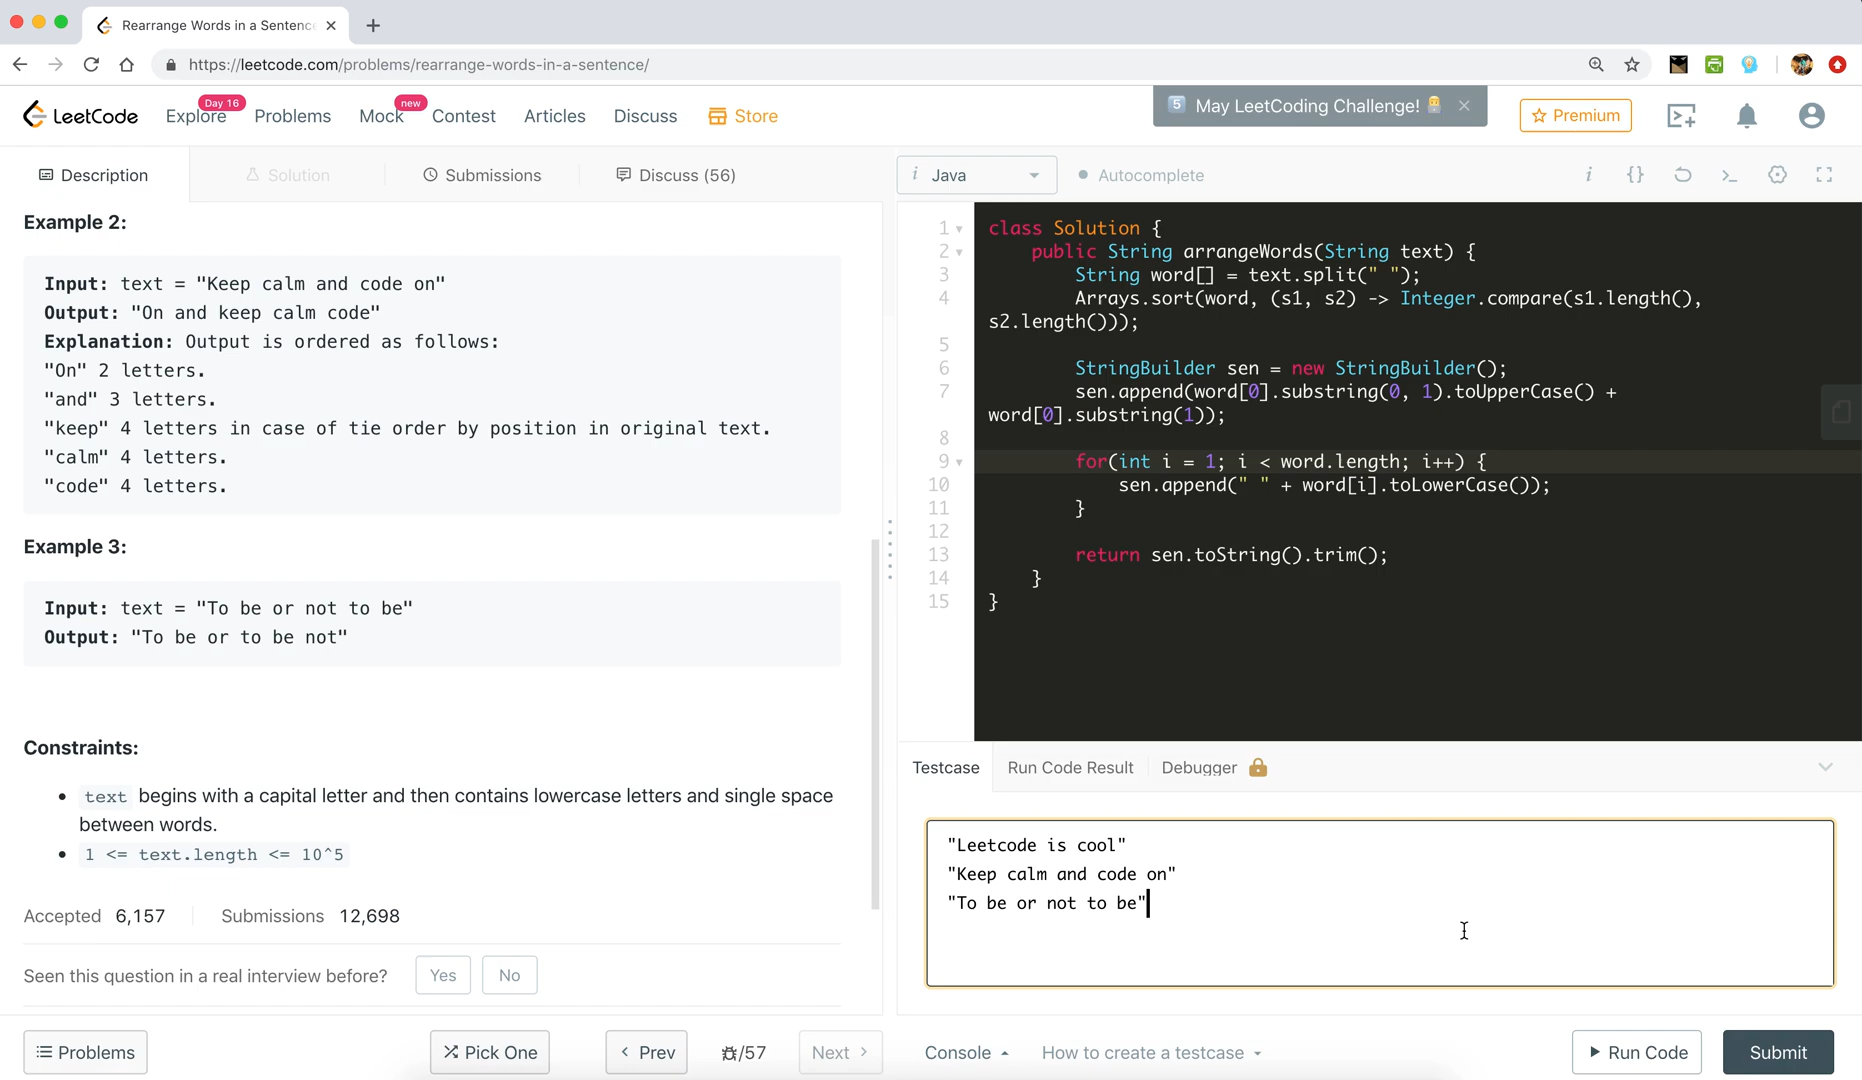 Rearrange Words in a Sentence
https://leetcode.com/problems/rearrange-words-in-a-sentence/
LeetCode
Explore
Day 16
Problems
Mock
new
Contest
Articles
Discuss
Store
5 May LeetCoding Challenge!
Premium
Description
Solution
Submissions
Discuss (56)
Example 2:
Input: text = "Keep calm and code on"
Output: "On and keep calm code"
Explanation: Output is ordered as follows:
"On" 2 letters.
"and" 3 letters.
"keep" 4 letters in case of tie order by position in original text.
"calm" 4 letters.
"code" 4 letters.
Example 3:
Input: text = "To be or not to be"
Output: "To be or to be not"
Constraints:
text begins with a capital letter and then contains lowercase letters and single space
between words.
1 <= text.length <= 10^5
Accepted 6,157 Submissions 12,698
Seen this question in a real interview before? Yes No
Problems
Pick One
Prev
/57
Next
i Java
Autocomplete
1 class Solution {
2 public String arrangeWords(String text) {
3 String word[] = text.split(" ");
4 Arrays.sort(word, (s1, s2) -> Integer.compare(s1.length(),
s2.length()));
5
6 StringBuilder sen = new StringBuilder();
7 sen.append(word[0].substring(0, 1).toUpperCase() +
word[0].substring(1));
8
9 for(int i = 1; i < word.length; i++) {
10 sen.append(" " + word[i].toLowerCase());
11 }
12
13 return sen.toString().trim();
14 }
15 }
Testcase
Run Code Result
Debugger
"Leetcode is cool"
"Keep calm and code on"
"To be or not to be"
Console
How to create a testcase
Run Code
Submit